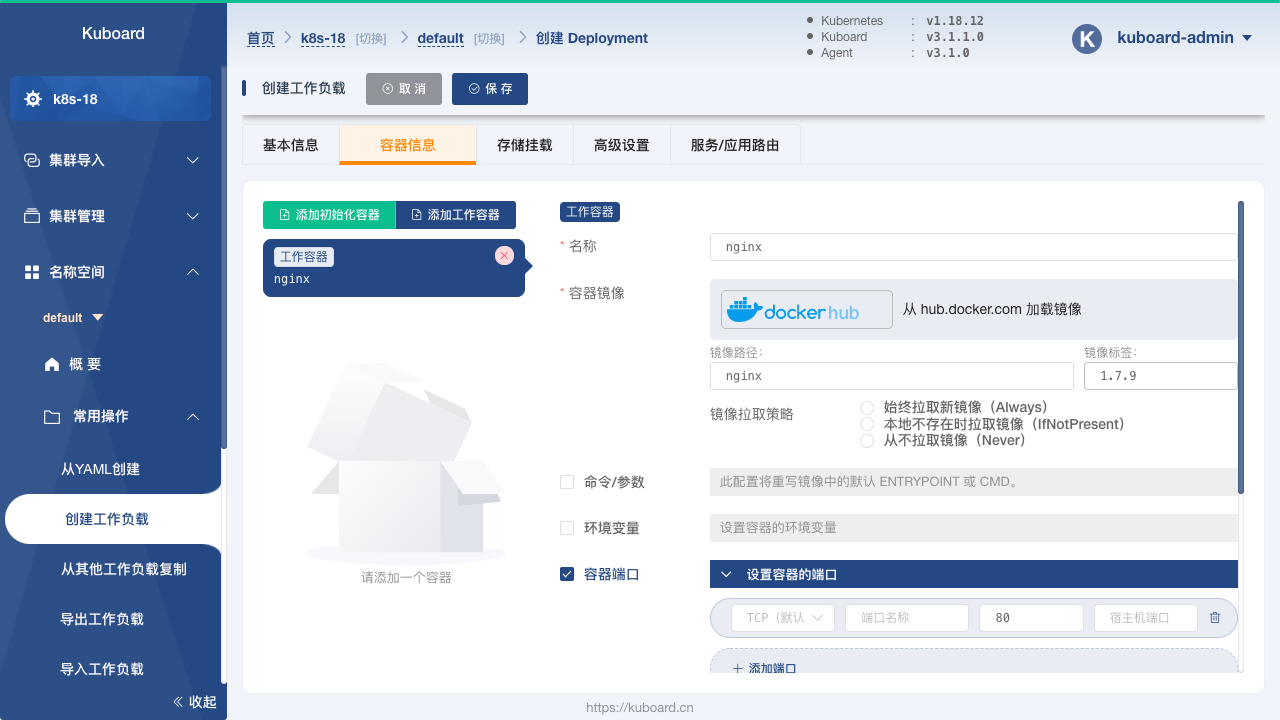 Kuboard
k8s-18
集群导入
集群管理
名称空间
default
概 要
常用操作
从YAML创建
创建工作负载
从其他工作负载复制
导出工作负载
导入工作负载
收起
首页 k8s-18 [切换] default [切换] 创建 Deployment
Kubernetes : v1.18.12
Kuboard : v3.1.1.0
Agent : v3.1.0
K kuboard-admin
创建工作负载 取 消 保 存
基本信息 容器信息 存储挂载 高级设置 服务/应用路由
添加初始化容器 添加工作容器
工作容器
nginx
请添加一个容器
工作容器
* 名称 nginx
* 容器镜像 docker hub 从 hub.docker.com 加载镜像
镜像路径： 镜像标签：
nginx 1.7.9
镜像拉取策略 始终拉取新镜像（Always）
本地不存在时拉取镜像（IfNotPresent）
从不拉取镜像（Never）
命令/参数 此配置将重写镜像中的默认 ENTRYPOINT 或 CMD。
环境变量 设置容器的环境变量
容器端口 设置容器的端口
TCP（默认 端口名称 80 宿主机端口
添加端口
https://kuboard.cn